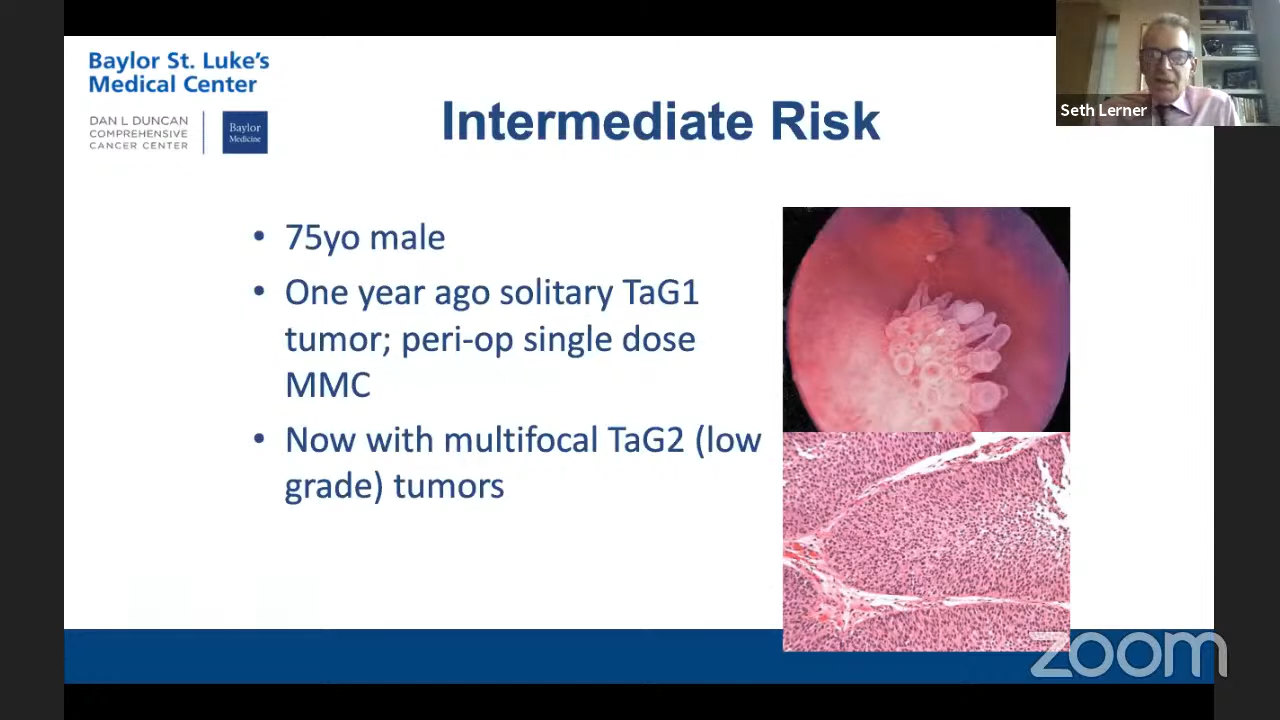 Baylor St. Luke's
Medical Center
DAN L DUNCAN
COMPREHENSIVE
CANCER CENTER
Baylor
Medicine
Intermediate Risk
Seth Lerner
• 75yo male
• One year ago solitary TaG1
tumor; peri-op single dose
MMC
• Now with multifocal TaG2 (low
grade) tumors
zoom